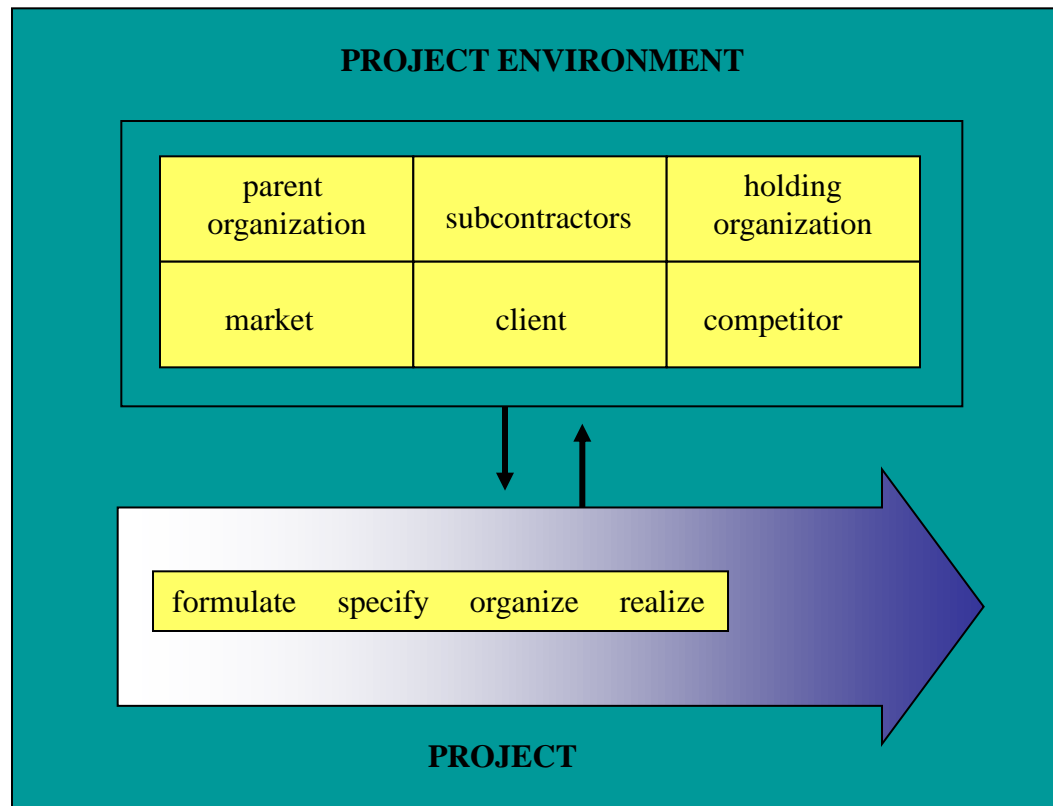 PROJECT ENVIRONMENT
parent
organization
subcontractors
holding
organization
market
client
competitor
formulate specify organize realize
PROJECT